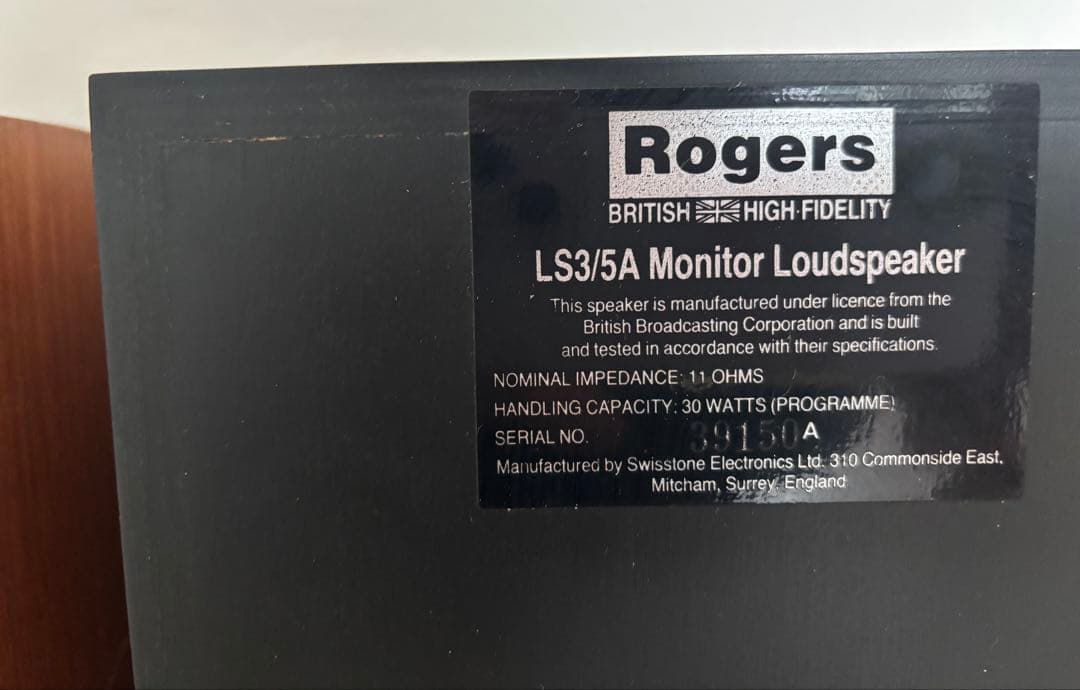 Rogers
BRITISH HIGH·FIDELITY
LS3/5A Monitor Loudspeaker
This speaker is manufactured under licence from the
British Broadcasting Corporation and is built
and tested in accordance with their specifications.
NOMINAL IMPEDANCE: 11 OHMS
HANDLING CAPACITY: 30 WATTS (PROGRAMME)
SERIAL NO. 39150 A
Manufactured by Swisstone Electronics Ltd. 310 Commonside East,
Mitcham, Surrey, England